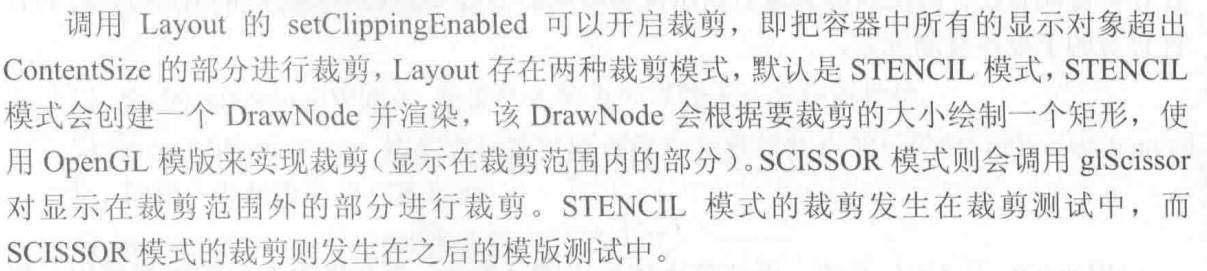 调用 Layout 的 setClippingEnabled 可以开启裁剪，即把容器中所有的显示对象超出
ContentSize 的部分进行裁剪，Layout 存在两种裁剪模式，默认是 STENCIL 模式，STENCIL
模式会创建一个 DrawNode 并渲染，该 DrawNode 会根据要裁剪的大小绘制一个矩形，使
用 OpenGL 模版来实现裁剪（显示在裁剪范围内的部分）。SCISSOR 模式则会调用 glScissor
对显示在裁剪范围外的部分进行裁剪。STENCIL 模式的裁剪发生在裁剪测试中，而
SCISSOR 模式的裁剪则发生在之后的模版测试中。